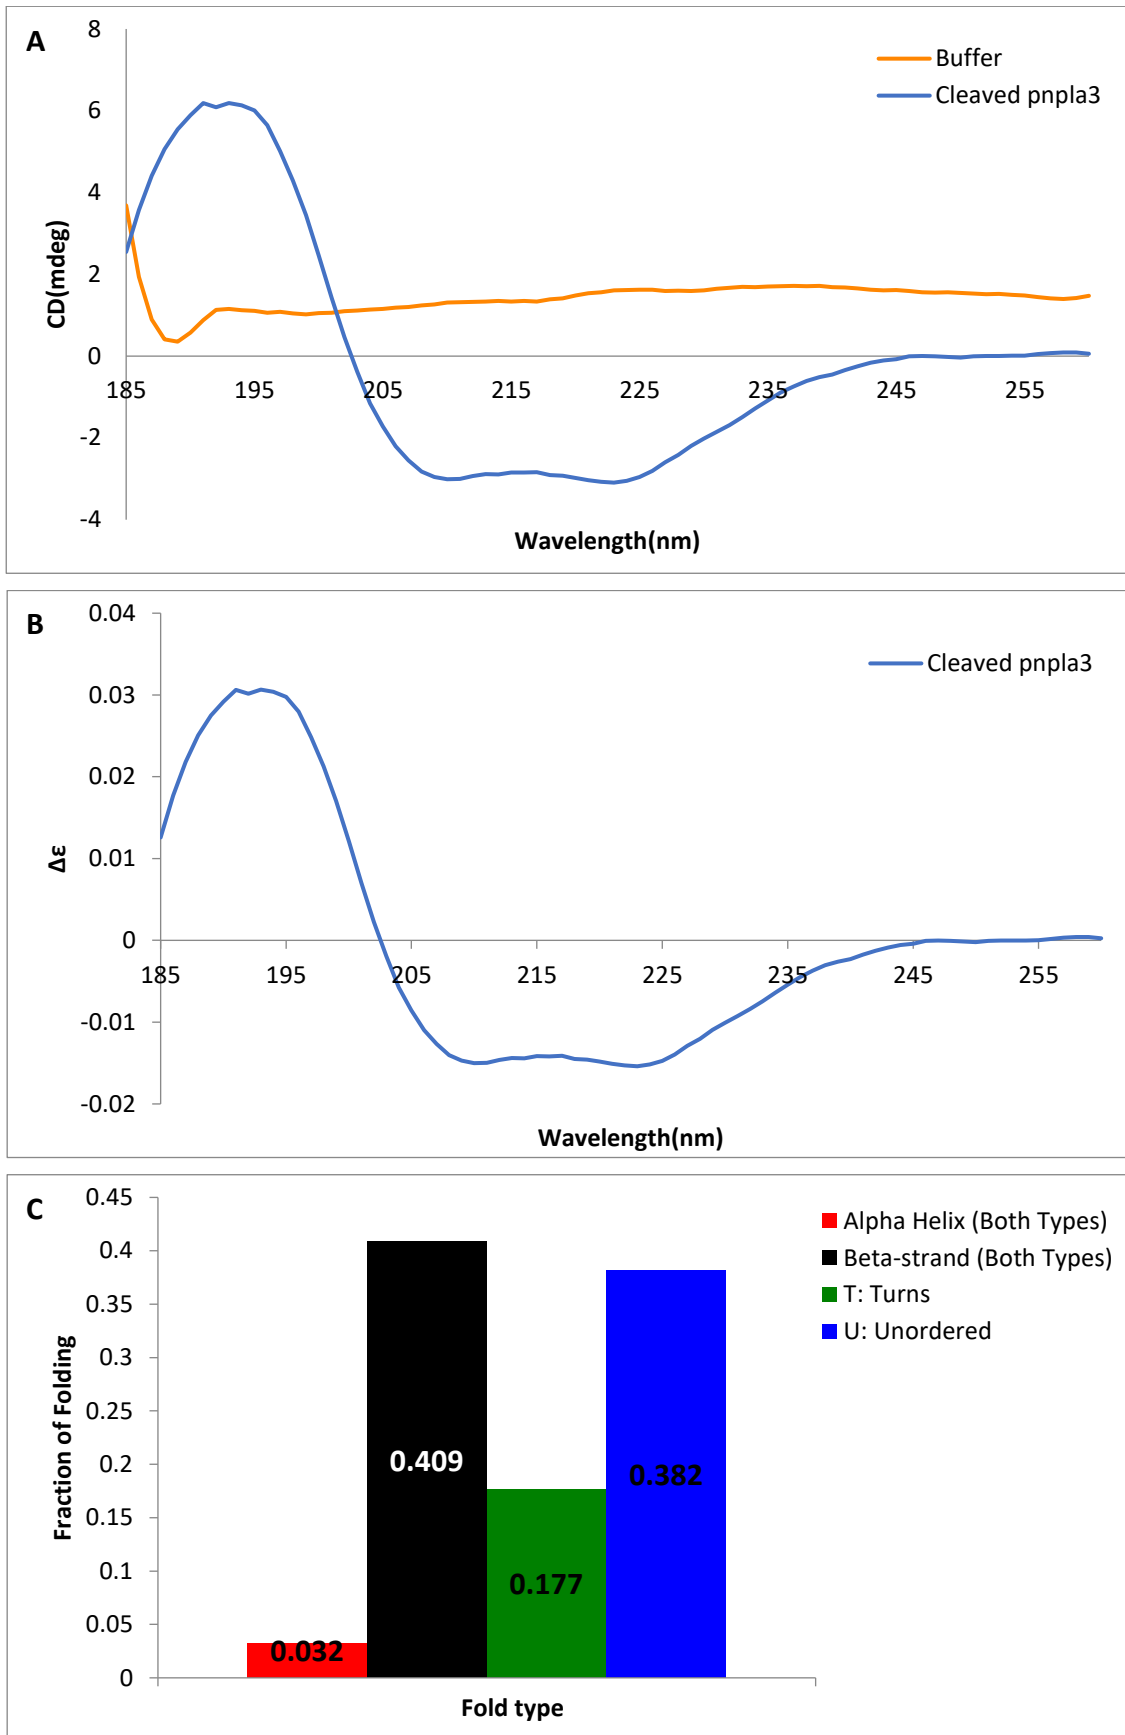 A
Buffer
Cleaved pnpla3
8
6
4
2
0
-2
-4
CD(mdeg)
185 195 205 215 225 235 245 255
Wavelength(nm)
B
Cleaved pnpla3
0.04
0.03
0.02
0.01
0
-0.01
-0.02
Δε
185 195 205 215 225 235 245 255
Wavelength(nm)
C
Alpha Helix (Both Types)
Beta-strand (Both Types)
T: Turns
U: Unordered
0.45
0.4
0.35
0.3
0.25
0.2
0.15
0.1
0.05
0
Fraction of Folding
0.032
0.409
0.177
0.382
Fold type